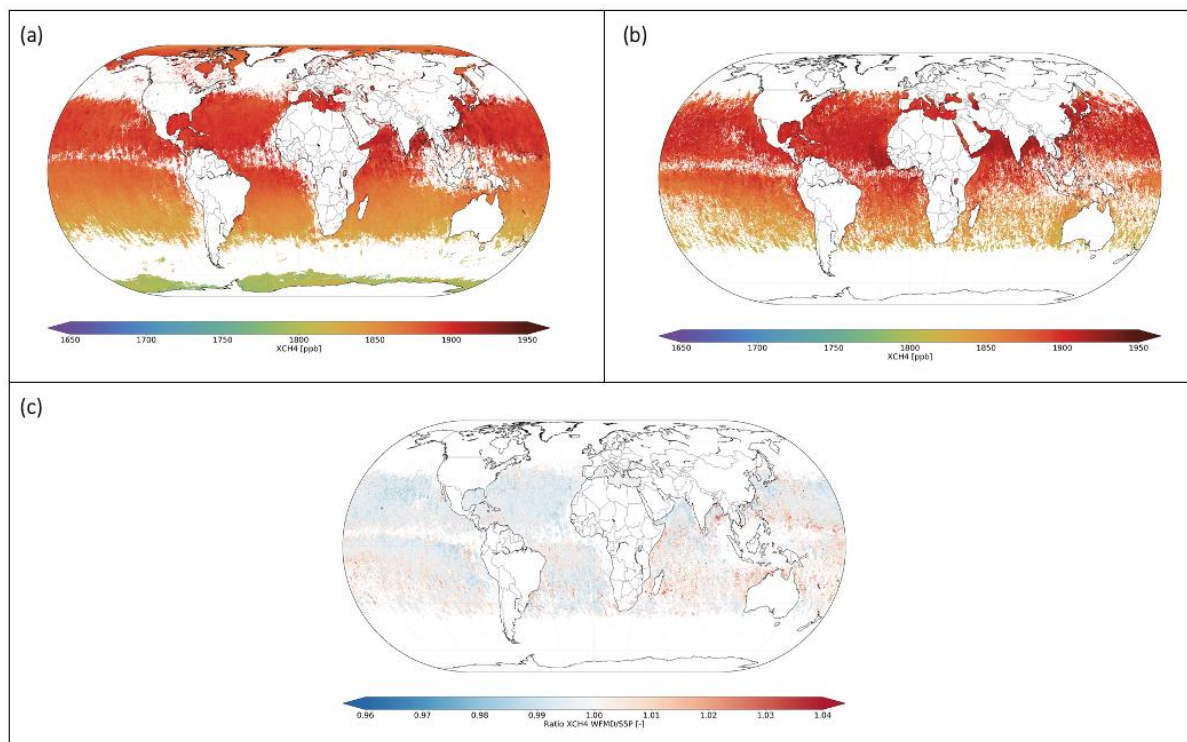 (a)
1650 1700 1750 1800 1850 1900 1950
XCH4 [ppb]
(b)
1650 1700 1750 1800 1850 1900 1950
XCH4 [ppb]
(c)
0.96 0.97 0.98 0.99 1.00 1.01 1.02 1.03 1.04
Ratio XCH4 WFMD/S5P [-]